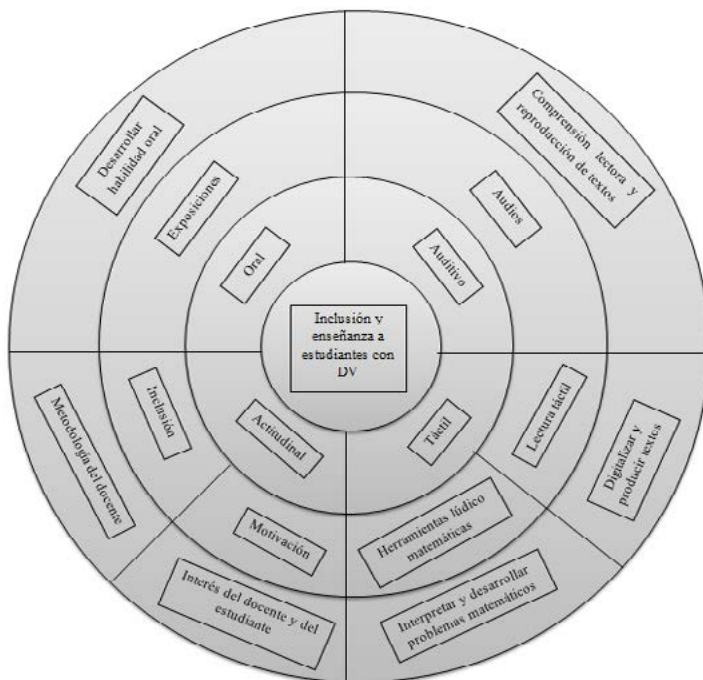 Inclusión y
enseñanza a
estudiantes con
DV
Oral
Auditivo
Táctil
Actitudinal
Exposiciones
Audios
Lectura táctil
Herramientas lúdico
matemáticas
Motivación
Inclusión
Desarrollar
habilidad oral
Comprensión lectora y
reproducción de textos
Digitalizar y
producir textos
Interpretar y desarrollar
problemas matemáticos
Interés del docente y del
estudiante
Metodología del docente